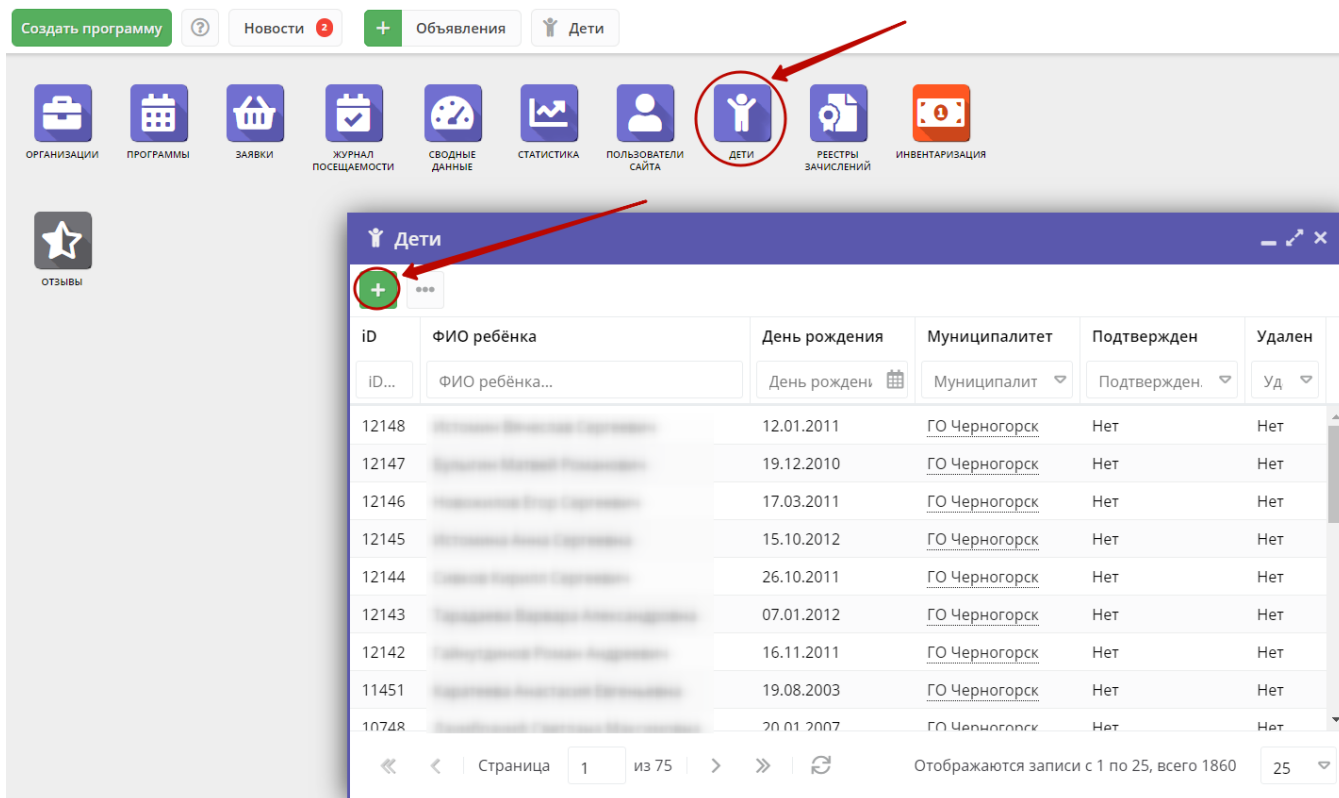 Создать программу ? Новости 2 + Объявления Дети
ОРГАНИЗАЦИИ ПРОГРАММЫ ЗАЯВКИ ЖУРНАЛ ПОСЕЩАЕМОСТИ СВОДНЫЕ ДАННЫЕ СТАТИСТИКА ПОЛЬЗОВАТЕЛИ САЙТА ДЕТИ РЕЕСТРЫ ЗАЧИСЛЕНИЙ ИНВЕНТАРИЗАЦИЯ
ОТЗЫВЫ
Дети
+ •••
iD ФИО ребёнка День рождения Муниципалитет Подтвержден Удален
iD... ФИО ребёнка... День рождени Муниципалит Подтвержден. Уд
12148 12.01.2011 ГО Черногорск Нет Нет
12147 19.12.2010 ГО Черногорск Нет Нет
12146 17.03.2011 ГО Черногорск Нет Нет
12145 15.10.2012 ГО Черногорск Нет Нет
12144 26.10.2011 ГО Черногорск Нет Нет
12143 07.01.2012 ГО Черногорск Нет Нет
12142 16.11.2011 ГО Черногорск Нет Нет
11451 19.08.2003 ГО Черногорск Нет Нет
10748 20.01.2007 ГО Черногорск Нет Нет
Страница 1 из 75 Отображаются записи с 1 по 25, всего 1860 25